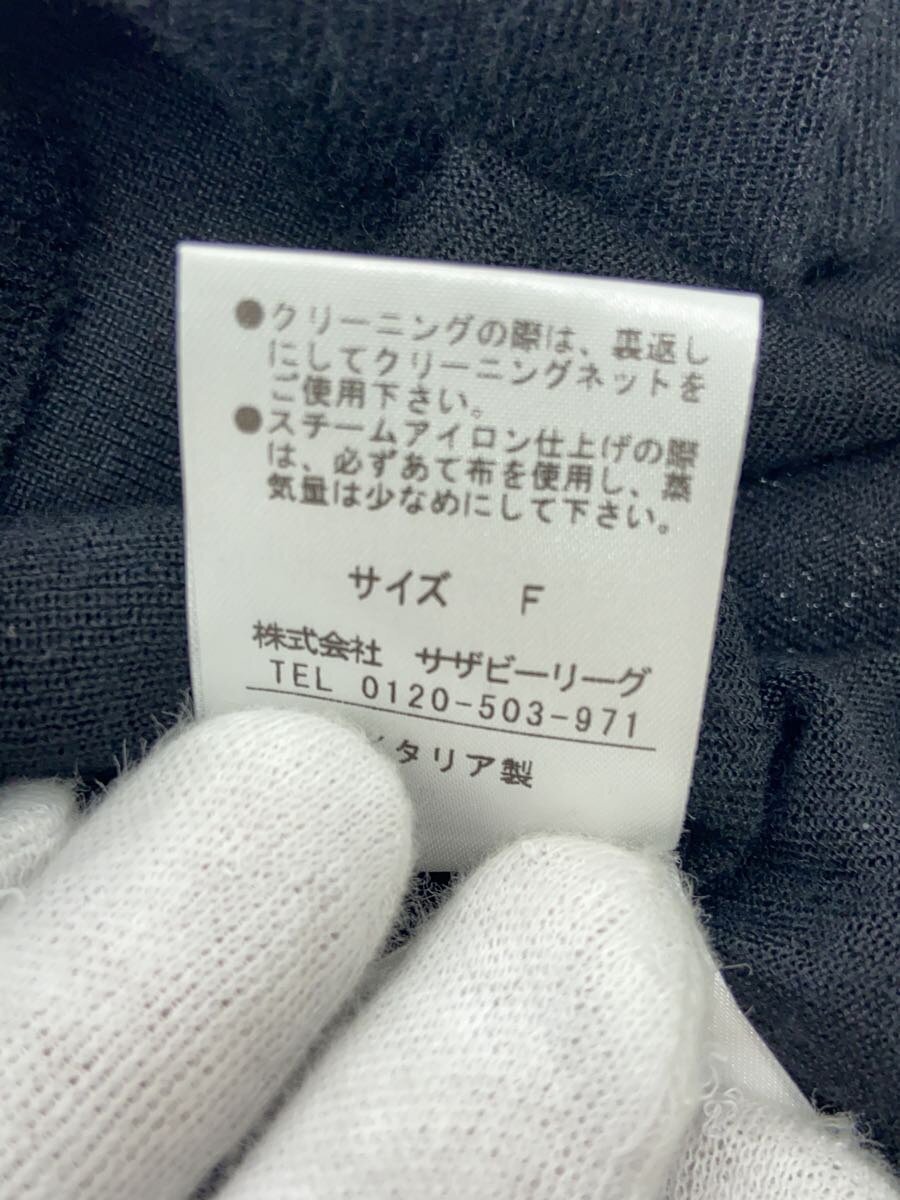 ●クリーニングの際は、裏返し
にしてクリーニングネットを
ご使用下さい。
●スチームアイロン仕上げの際
は、必ずあて布を使用し、蒸
気量は少なめにして下さい。
サイズ F
株式会社 サザビーリーグ
TEL 0120-503-971
イタリア製